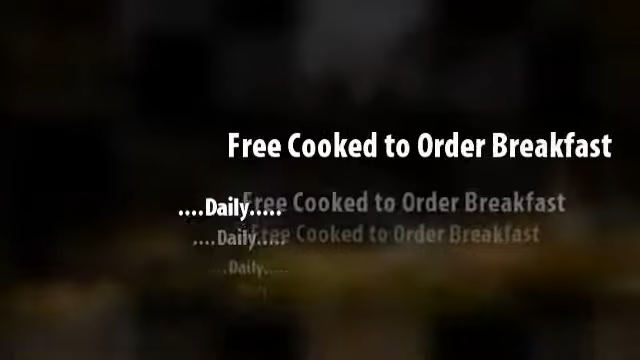 Free Cooked to Order Breakfast
....Daily.....
Free Cooked to Order Breakfast
....Daily.....
Free Cooked to Order Breakfast
....Daily.....